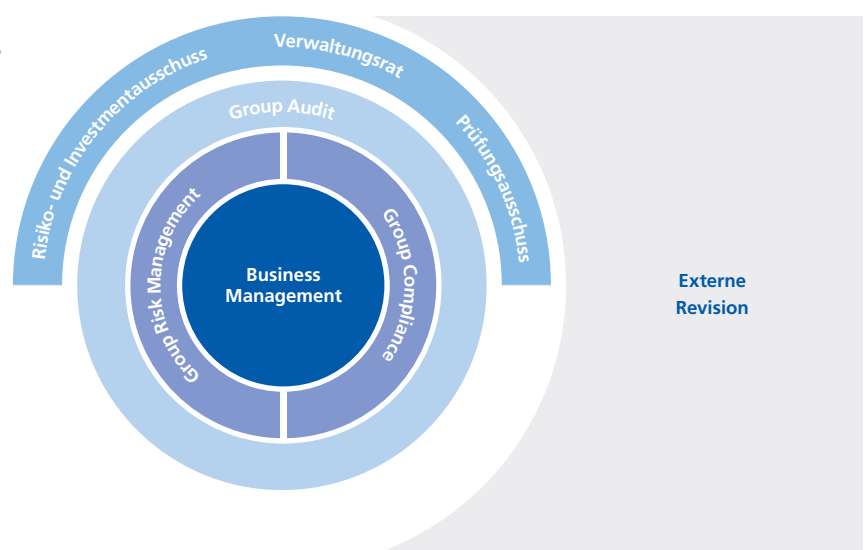 Risiko- und Investmentausschuss
Verwaltungsrat
Prüfungsausschuss
Group Audit
Group Risk Management
Group Compliance
Business
Management
Externe
Revision